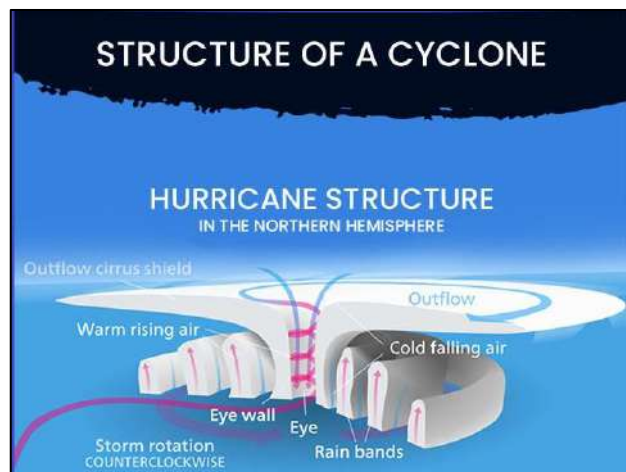 STRUCTURE OF A CYCLONE
HURRICANE STRUCTURE
IN THE NORTHERN HEMISPHERE
Outflow cirrus shield
Outflow
Warm rising air
Cold falling air
Eye wall
Eye
Rain bands
Storm rotation
COUNTERCLOCKWISE